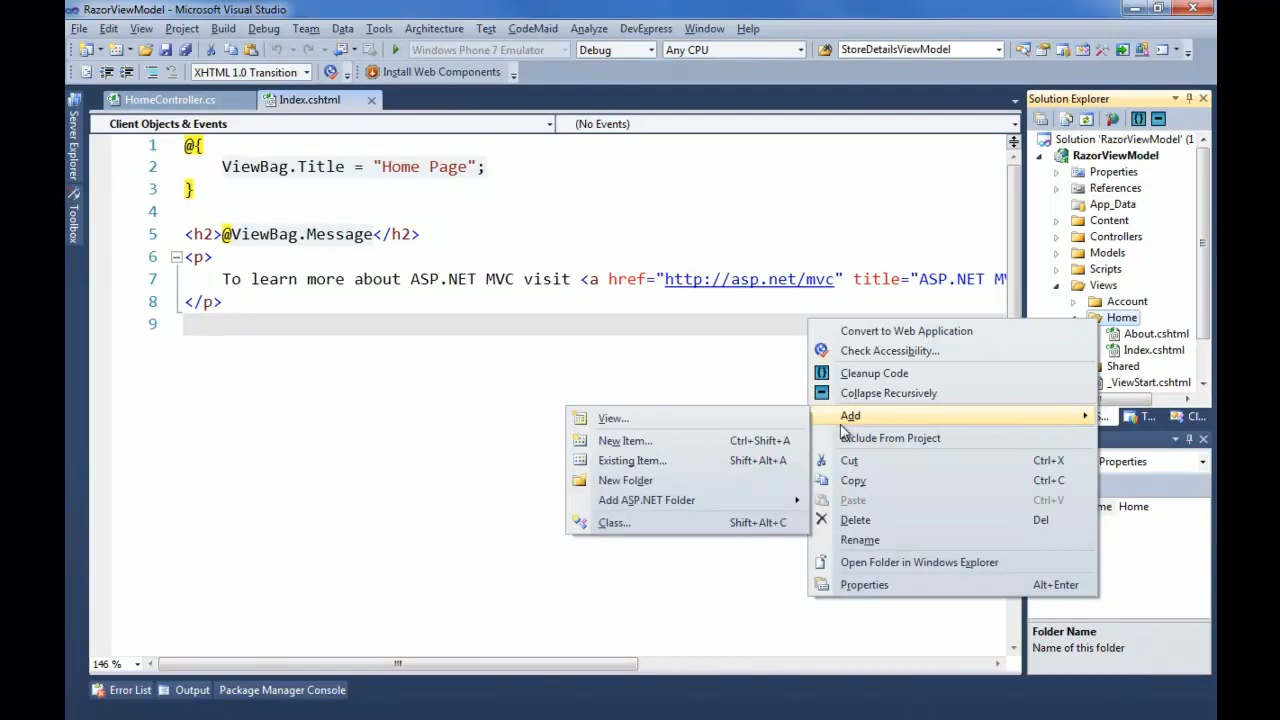 RazorViewModel - Microsoft Visual Studio
File Edit View Project Build Debug Team Data Tools Architecture Test CodeMaid Analyze DevExpress Window Help
Windows Phone 7 Emulator Debug Any CPU StoreDetailsViewModel
XHTML 1.0 Transition Install Web Components
Server Explorer
Toolbox
HomeController.cs Index.cshtml
Client Objects & Events (No Events)
1 @{
2 ViewBag.Title = "Home Page";
3 }
4
5 <h2>@ViewBag.Message</h2>
6 <p>
7 To learn more about ASP.NET MVC visit <a href="http://asp.net/mvc" title="ASP.NET MV
8 </p>
9
Convert to Web Application
Check Accessibility...
Cleanup Code
Collapse Recursively
Add
Exclude From Project
Cut Ctrl+X
Copy Ctrl+C
Paste Ctrl+V
Delete Del
Rename
Open Folder in Windows Explorer
Properties Alt+Enter
View...
New Item... Ctrl+Shift+A
Existing Item... Shift+Alt+A
New Folder
Add ASP.NET Folder
Class... Shift+Alt+C
Solution Explorer
Solution 'RazorViewModel' (1
RazorViewModel
Properties
References
App_Data
Content
Controllers
Models
Scripts
Views
Account
Home
About.cshtml
Index.cshtml
Shared
_ViewStart.cshtml
S... T... Cl...
Properties
me Home
Folder Name
Name of this folder
146 %
Error List Output Package Manager Console